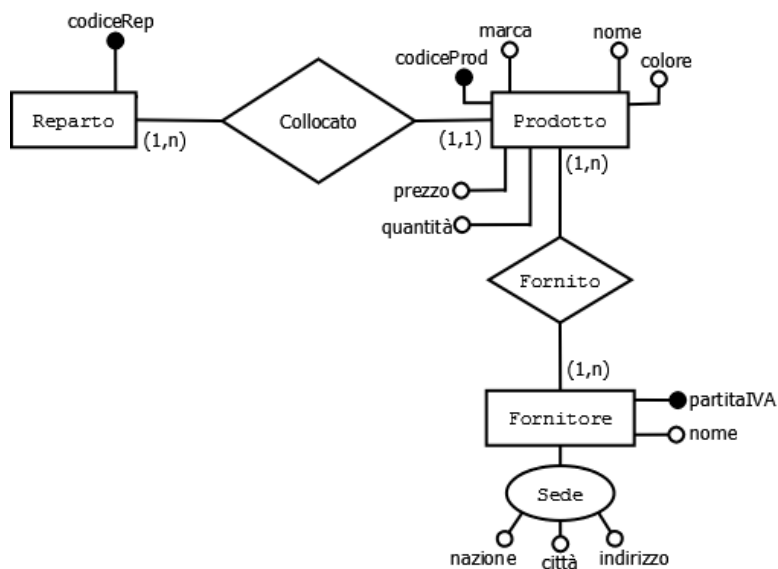 codiceRep
marca
nome
codiceProd
colore
Reparto
Collocato
Prodotto
(1,n)
(1,1)
(1,n)
prezzo
quantità
Fornito
(1,n)
partitaIVA
Fornitore
nome
Sede
nazione
città
indirizzo